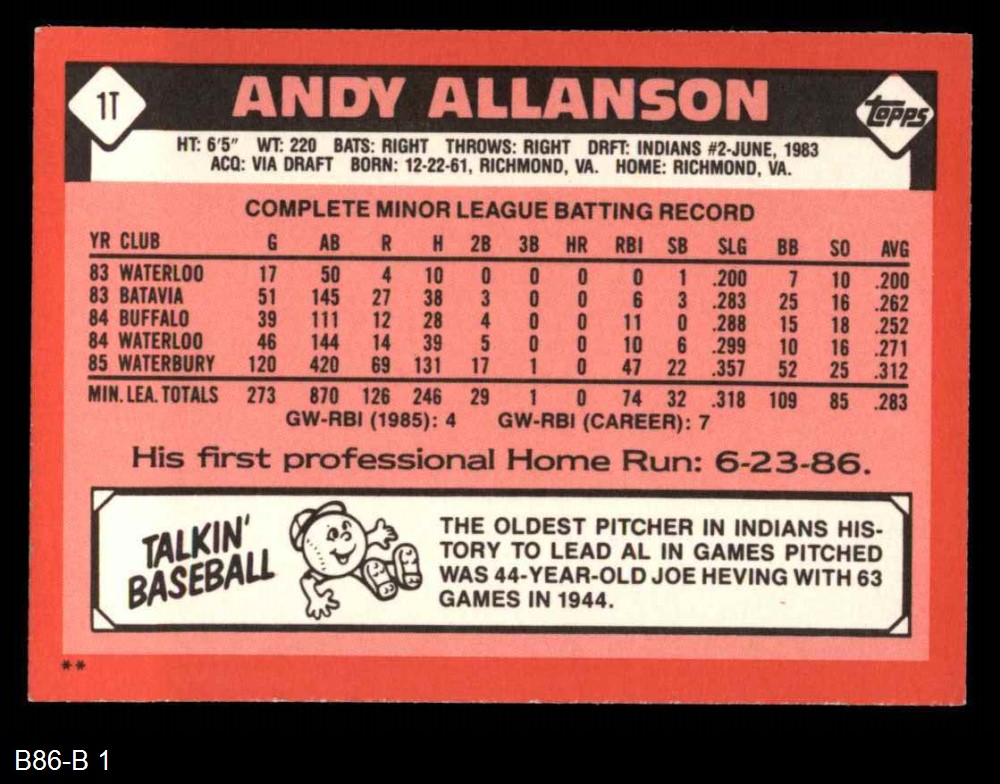 1T
ANDY ALLANSON
Topps
HT: 6'5" WT: 220 BATS: RIGHT THROWS: RIGHT DRFT: INDIANS #2-JUNE, 1983
ACQ: VIA DRAFT BORN: 12-22-61, RICHMOND, VA. HOME: RICHMOND, VA.
COMPLETE MINOR LEAGUE BATTING RECORD
YR CLUB G AB R H 2B 3B HR RBI SB SLG BB SO AVG
83 WATERLOO 17 50 4 10 0 0 0 0 1 .200 7 10 .200
83 BATAVIA 51 145 27 38 3 0 0 6 3 .283 25 16 .262
84 BUFFALO 39 111 12 28 4 0 0 11 0 .288 15 18 .252
84 WATERLOO 46 144 14 39 5 0 0 10 6 .299 10 16 .271
85 WATERBURY 120 420 69 131 17 1 0 47 22 .357 52 25 .312
MIN. LEA. TOTALS 273 870 126 246 29 1 0 74 32 .318 109 85 .283
GW-RBI (1985): 4 GW-RBI (CAREER): 7
His first professional Home Run: 6-23-86.
TALKIN'
BASEBALL
THE OLDEST PITCHER IN INDIANS HIS-
TORY TO LEAD AL IN GAMES PITCHED
WAS 44-YEAR-OLD JOE HEVING WITH 63
GAMES IN 1944.
**
B86-B 1